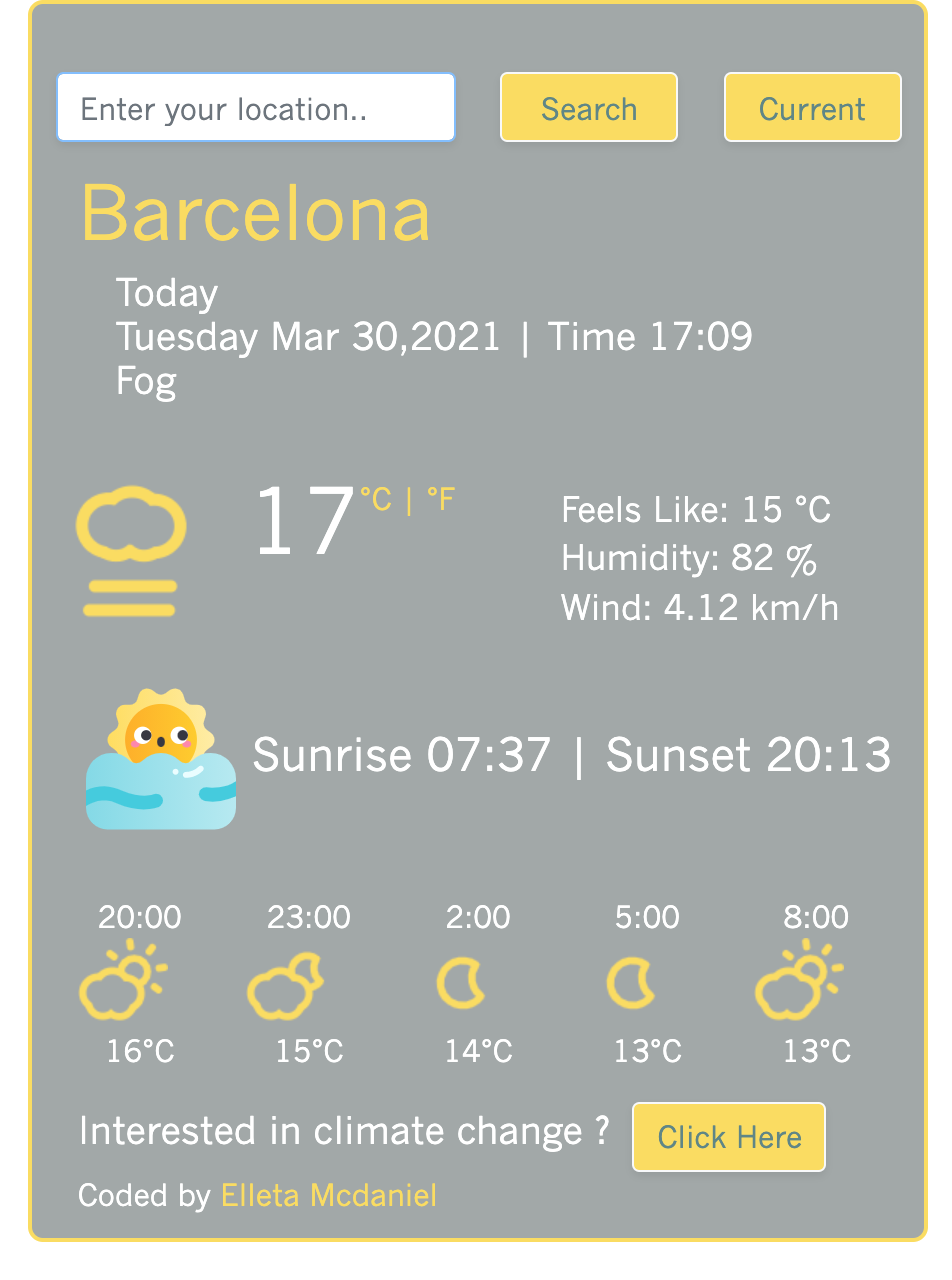 Enter your location.. Search Current
Barcelona
Today
Tuesday Mar 30,2021 | Time 17:09
Fog
17 °C | °F
Feels Like: 15 °C
Humidity: 82 %
Wind: 4.12 km/h
Sunrise 07:37 | Sunset 20:13
20:00 23:00 2:00 5:00 8:00
16°C 15°C 14°C 13°C 13°C
Interested in climate change ? Click Here
Coded by Elleta Mcdaniel